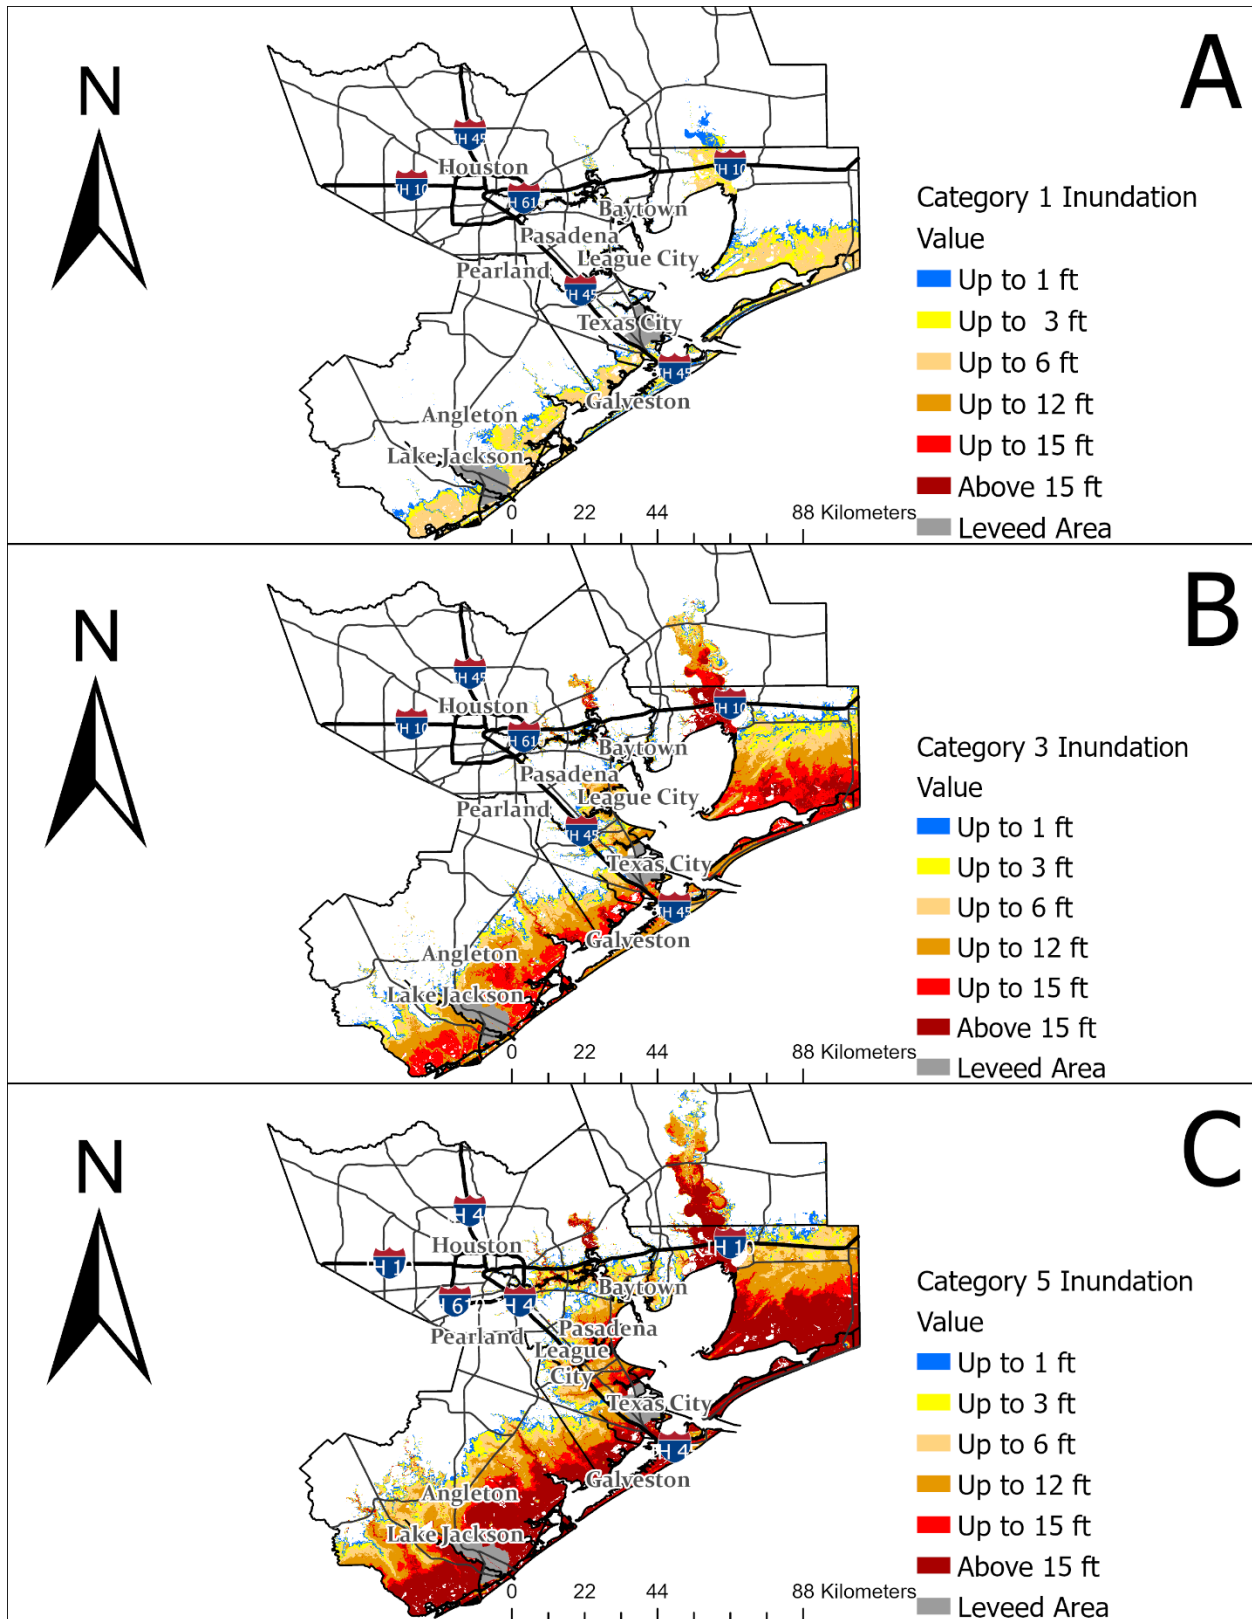 A
N
IH 45
Houston
IH 10
IH 10
H 61
Baytown
Pasadena
League City
Pearland
IH 45
Texas City
IH 45
Galveston
Angleton
Lake Jackson
0 22 44 88 Kilometers
Category 1 Inundation
Value
Up to 1 ft
Up to 3 ft
Up to 6 ft
Up to 12 ft
Up to 15 ft
Above 15 ft
Leveed Area
B
N
IH 45
Houston
IH 10
IH 10
H 61
Baytown
Pasadena
League City
Pearland
IH 45
Texas City
IH 45
Galveston
Angleton
Lake Jackson
0 22 44 88 Kilometers
Category 3 Inundation
Value
Up to 1 ft
Up to 3 ft
Up to 6 ft
Up to 12 ft
Up to 15 ft
Above 15 ft
Leveed Area
C
N
H 4
Houston
H 1
IH 10
Baytown
H 6
H 4
Pearland
Pasadena
League
City
Texas City
H 4
Galveston
Angleton
Lake Jackson
0 22 44 88 Kilometers
Category 5 Inundation
Value
Up to 1 ft
Up to 3 ft
Up to 6 ft
Up to 12 ft
Up to 15 ft
Above 15 ft
Leveed Area